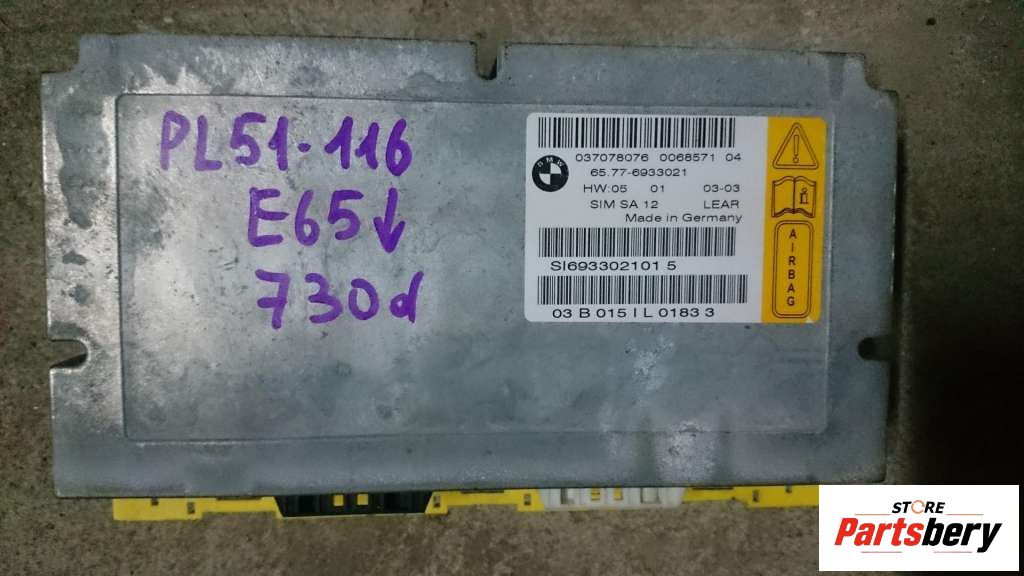 PL51-116
E65↓
730d
BMW
037078076 0068571 04
65.77-6933021
HW:05 01 03-03
SIM SA 12 LEAR
Made in Germany
SI693302101 5
03 B 015 I L 0183 3
AIRBAG
STORE
Partsbery